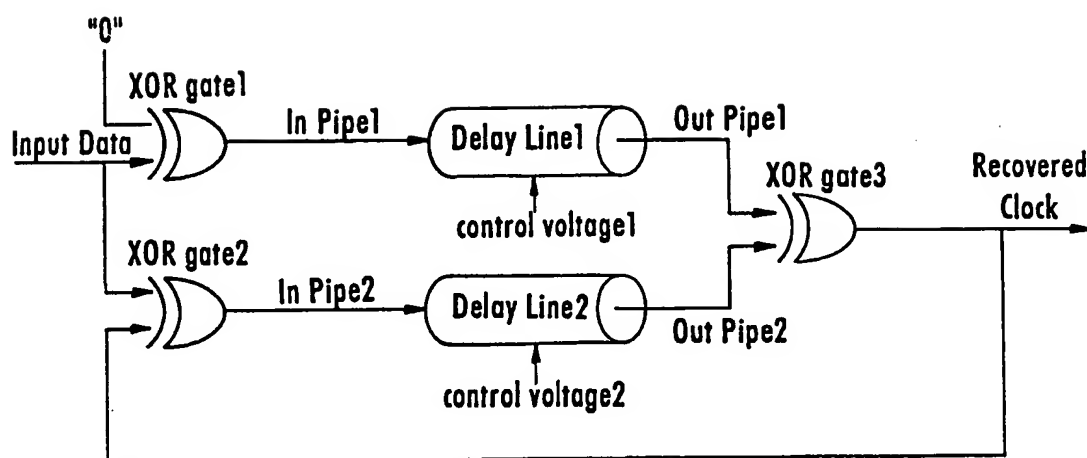 "0"
XOR gate1
Input Data
In Pipe1
Delay Line1
Out Pipe1
control voltage1
XOR gate3
Recovered
Clock
XOR gate2
In Pipe2
Delay Line2
Out Pipe2
control voltage2